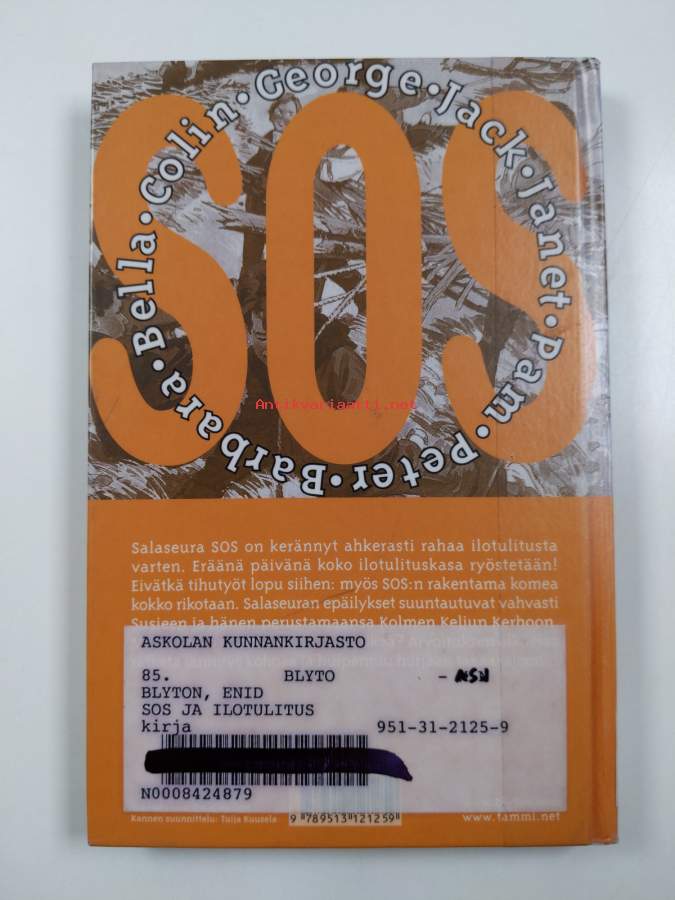 SOS
George • Jack • Janet • Pam • Peter • Barbara • Bella • Colin •
Antikvariaatti.net
Salaseura SOS on kerännyt ahkerasti rahaa ilotulitusta
varten. Eräänä päivänä koko ilotulituskasa ryöstetään!
Eivätkä tihutyöt lopu siihen: myös SOS:n rakentama komea
kokko rikotaan. Salaseuran epäilykset suuntautuvat vahvasti
Susieen ja hänen perustamaansa Kolmen Keljun Kerhoon.
ASKOLAN KUNNANKIRJASTO
85. BLYTO -
BLYTON, ENID
SOS JA ILOTULITUS
kirja 951-31-2125-9
N0008424879
Kannen suunnittelu: Tuija Kuusela
9 789513 121259
www.tammi.net